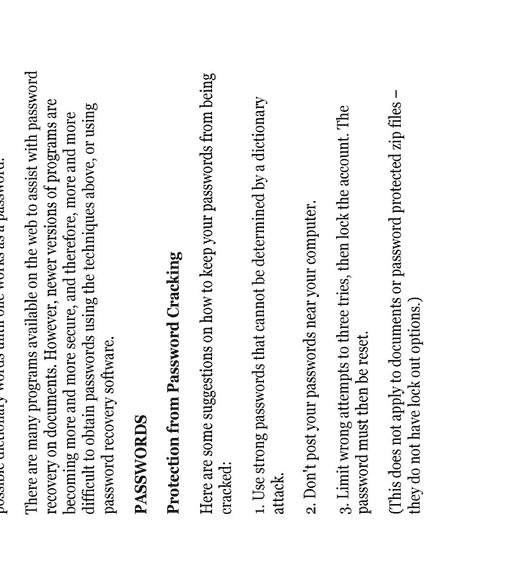 possible dictionary words until one works as a password.
There are many programs available on the web to assist with password
recovery on documents. However, newer versions of programs are
becoming more and more secure, and therefore, more and more
difficult to obtain passwords using the techniques above, or using
password recovery software.
PASSWORDS
Protection from Password Cracking
Here are some suggestions on how to keep your passwords from being
cracked:
1. Use strong passwords that cannot be determined by a dictionary
attack.
2. Don't post your passwords near your computer.
3. Limit wrong attempts to three tries, then lock the account. The
password must then be reset.
(This does not apply to documents or password protected zip files –
they do not have lock out options.)